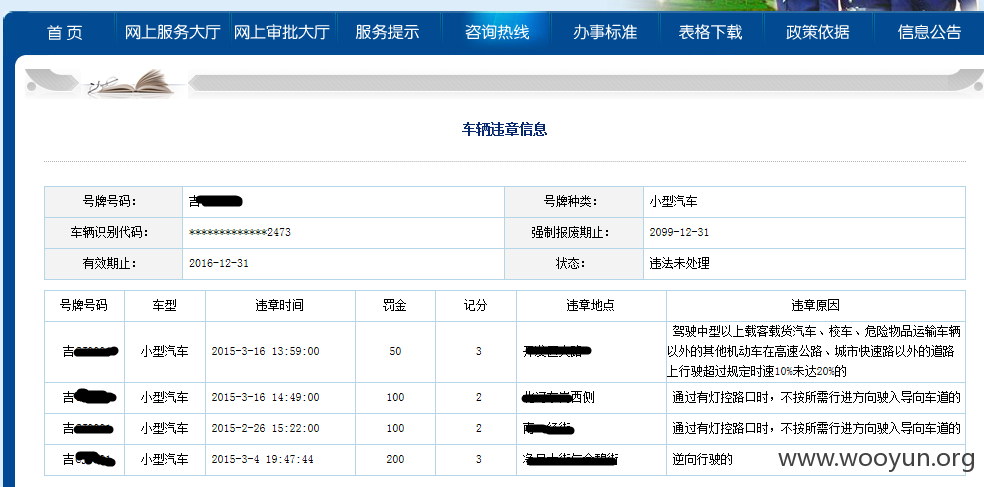 首 页 网上服务大厅 网上审批大厅 服务提示 咨询热线 办事标准 表格下载 政策依据 信息公告
车辆违章信息
号牌号码: 吉 号牌种类: 小型汽车
车辆识别代码: *************2473 强制报废期止: 2099-12-31
有效期止: 2016-12-31 状态: 违法未处理
号牌号码 车型 违章时间 罚金 记分 违章地点 违章原因
吉 小型汽车 2015-3-16 13:59:00 50 3 驾驶中型以上载客载货汽车、校车、危险物品运输车辆
以外的其他机动车在高速公路、城市快速路以外的道路
上行驶超过规定时速10%未达20%的
吉 小型汽车 2015-3-16 14:49:00 100 2 西侧 通过有灯控路口时，不按所需行进方向驶入导向车道的
吉 小型汽车 2015-2-26 15:22:00 100 2 通过有灯控路口时，不按所需行进方向驶入导向车道的
吉 小型汽车 2015-3-4 19:47:44 200 3 逆向行驶的
www.wooyun.org